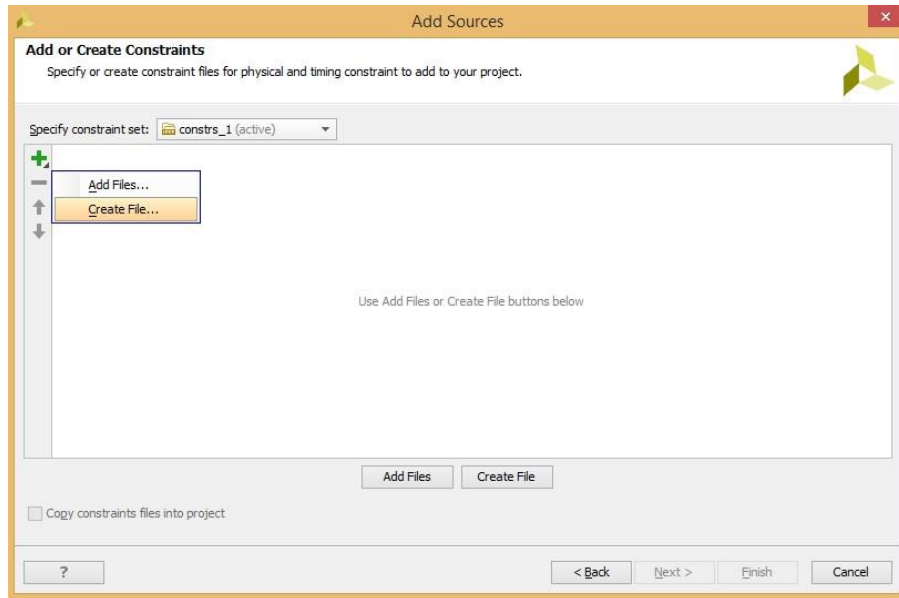 Add Sources
Add or Create Constraints
Specify or create constraint files for physical and timing constraint to add to your project.
Specify constraint set: constrs_1 (active)
Add Files...
Create File...
Use Add Files or Create File buttons below
Add Files Create File
Copy constraints files into project
? < Back Next > Finish Cancel